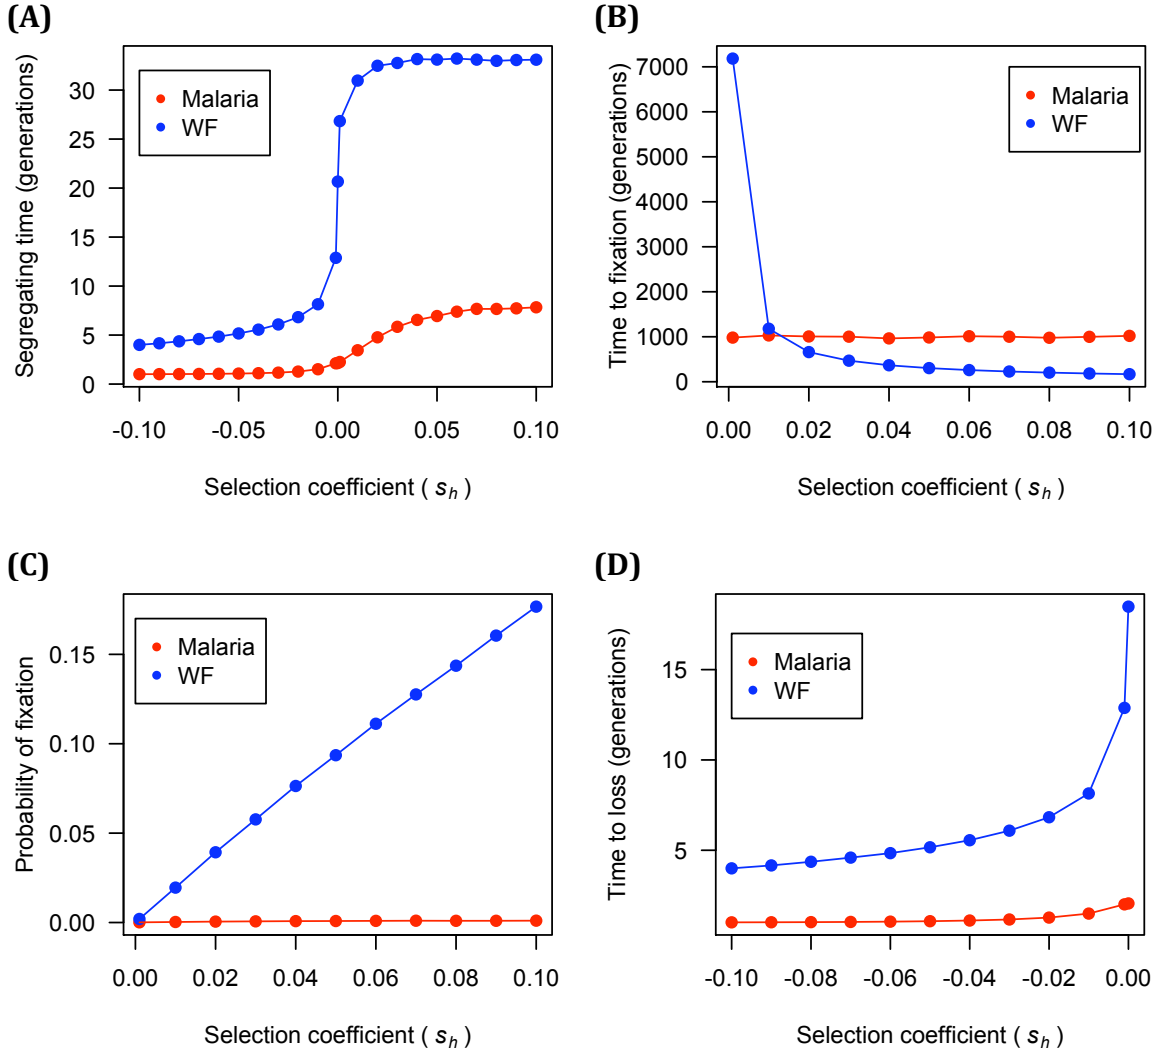 (A)
Segregating time (generations)
30
25
20
15
10
5
0
Malaria
WF
-0.10
-0.05
0.00
0.05
0.10
Selection coefficient ( s_h )
(B)
Time to fixation (generations)
7000
6000
5000
4000
3000
2000
1000
0
Malaria
WF
0.00
0.02
0.04
0.06
0.08
0.10
Selection coefficient ( s_h )
(C)
Probability of fixation
0.15
0.10
0.05
0.00
Malaria
WF
0.00
0.02
0.04
0.06
0.08
0.10
Selection coefficient ( s_h )
(D)
Time to loss (generations)
15
10
5
Malaria
WF
-0.10
-0.08
-0.06
-0.04
-0.02
0.00
Selection coefficient ( s_h )